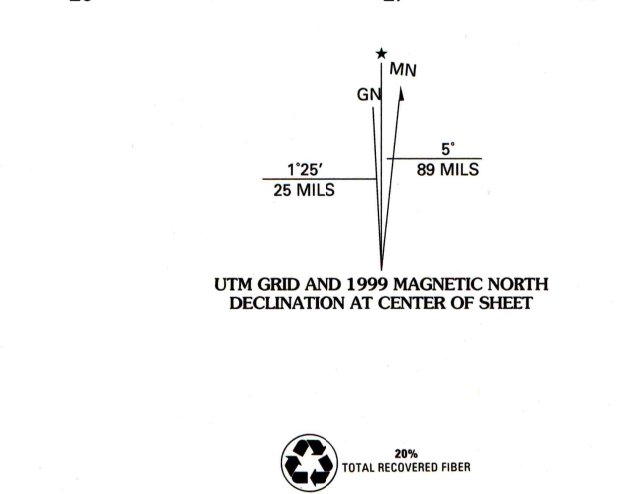 MN
GN
5°
89 MILS
1°25′
25 MILS
UTM GRID AND 1999 MAGNETIC NORTH
DECLINATION AT CENTER OF SHEET
20%
TOTAL RECOVERED FIBER